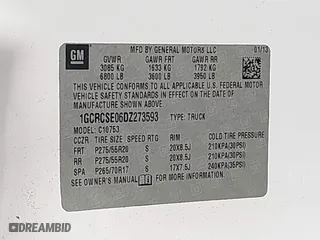 GM
MFD BY GENERAL MOTORS LLC 01/13
GVWR GAWR FRT GAWR RR
3085 KG 1633 KG 1792 KG
6800 LB 3600 LB 3950 LB
THIS VEHICLE CONFORMS TO ALL APPLICABLE U.S. FEDERAL MOTOR
VEHICLE SAFETY AND THEFT PREVENTION STANDARDS IN EFFECT ON THE DATE OF
MANUFACTURE SHOWN ABOVE.
1GCRCSE06DZ273593 TYPE: TRUCK
MODEL: C10753
TIRE SIZE SPEED RTG RIM COLD TIRE PRESSURE
FRT P275/55R20 S 20X8.5J 210KPA(30PSI)
RR P275/55R20 S 20X8.5J 210KPA(30PSI)
SPA P265/70R17 S 17X7.5J 240KPA(35PSI)
SEE OWNER'S MANUAL FOR ADDITIONAL INFORMATION
DREAMBID